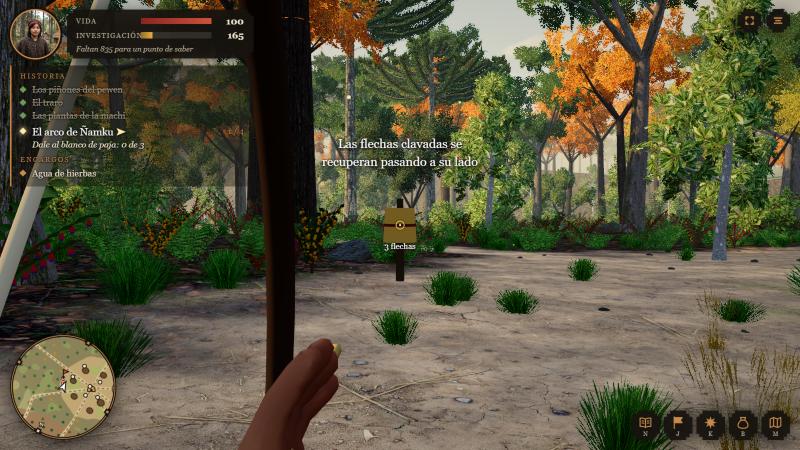 VIDA 100
INVESTIGACIÓN 165
Faltan 835 para un punto de saber
HISTORIA
Los piñones del pewen
El traro
Las plantas de la machi
El arco de Ñamku
Dale al blanco de paja: 0 de 3
ENCARGOS
Agua de hierbas
Las flechas clavadas se
recuperan pasando a su lado
3 flechas
N J K B M